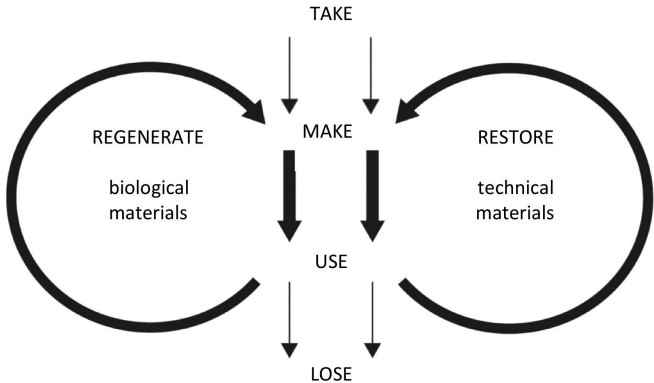 TAKE
MAKE
REGENERATE
biological
materials
RESTORE
technical
materials
USE
LOSE